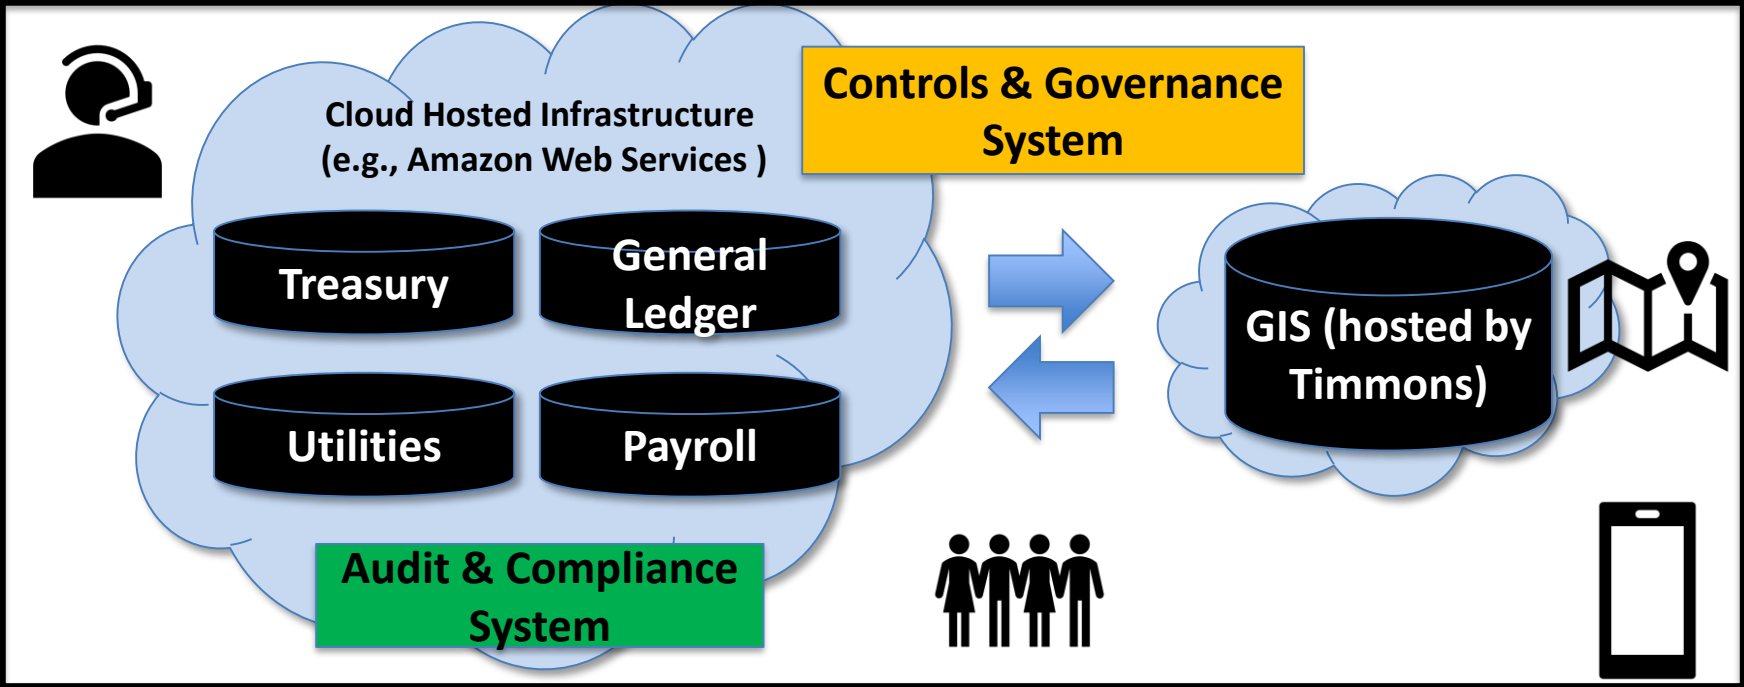 Controls & Governance
System
Cloud Hosted Infrastructure
(e.g., Amazon Web Services )
Treasury
General
Ledger
GIS (hosted by
Timmons)
Utilities
Payroll
Audit & Compliance
System